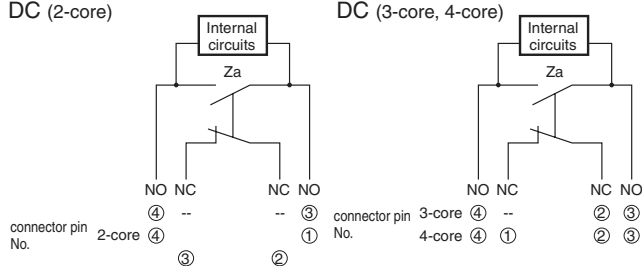 DC (2-core)
Internal
circuits
Za
NO NC NC NO
④ -- -- ③
connector pin
No.
2-core ④ ①
③ ②
DC (3-core, 4-core)
Internal
circuits
Za
NO NC NC NO
connector pin
No.
3-core ④ -- ② ③
4-core ④ ① ② ③